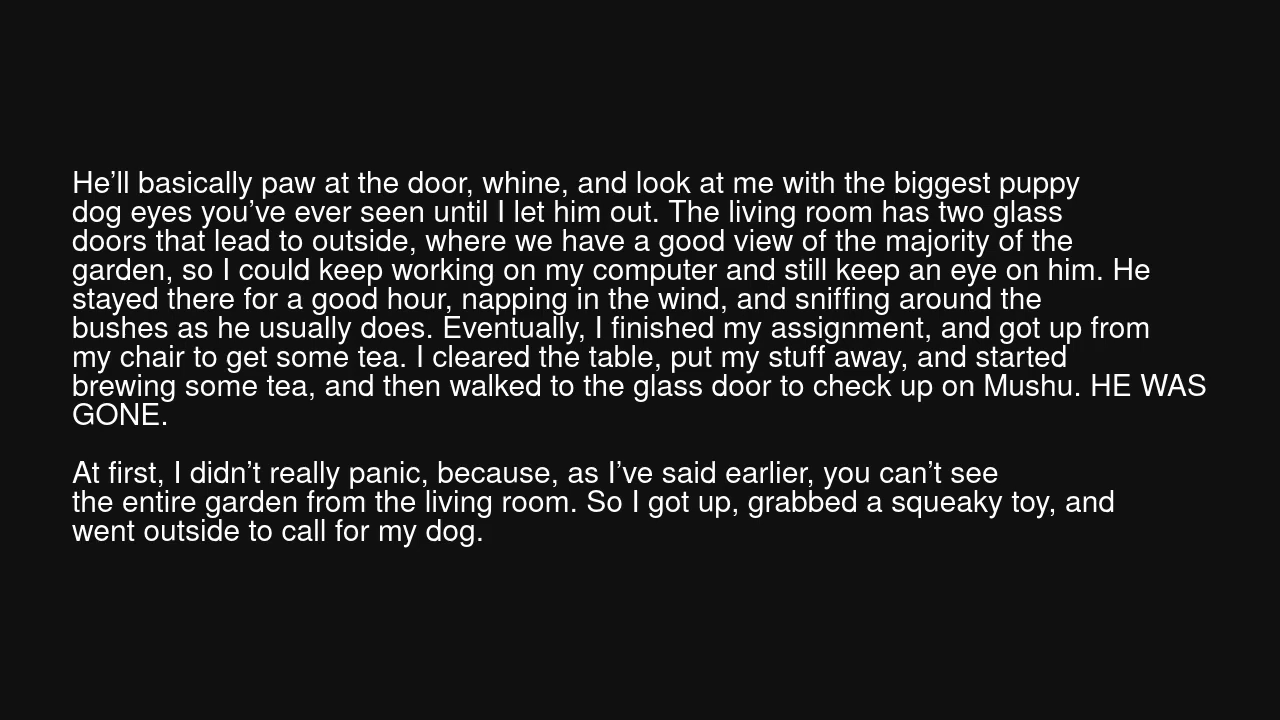 He’ll basically paw at the door, whine, and look at me with the biggest puppy
dog eyes you’ve ever seen until I let him out. The living room has two glass
doors that lead to outside, where we have a good view of the majority of the
garden, so I could keep working on my computer and still keep an eye on him. He
stayed there for a good hour, napping in the wind, and sniffing around the
bushes as he usually does. Eventually, I finished my assignment, and got up from
my chair to get some tea. I cleared the table, put my stuff away, and started
brewing some tea, and then walked to the glass door to check up on Mushu. HE WAS
GONE.

At first, I didn’t really panic, because, as I’ve said earlier, you can’t see
the entire garden from the living room. So I got up, grabbed a squeaky toy, and
went outside to call for my dog.